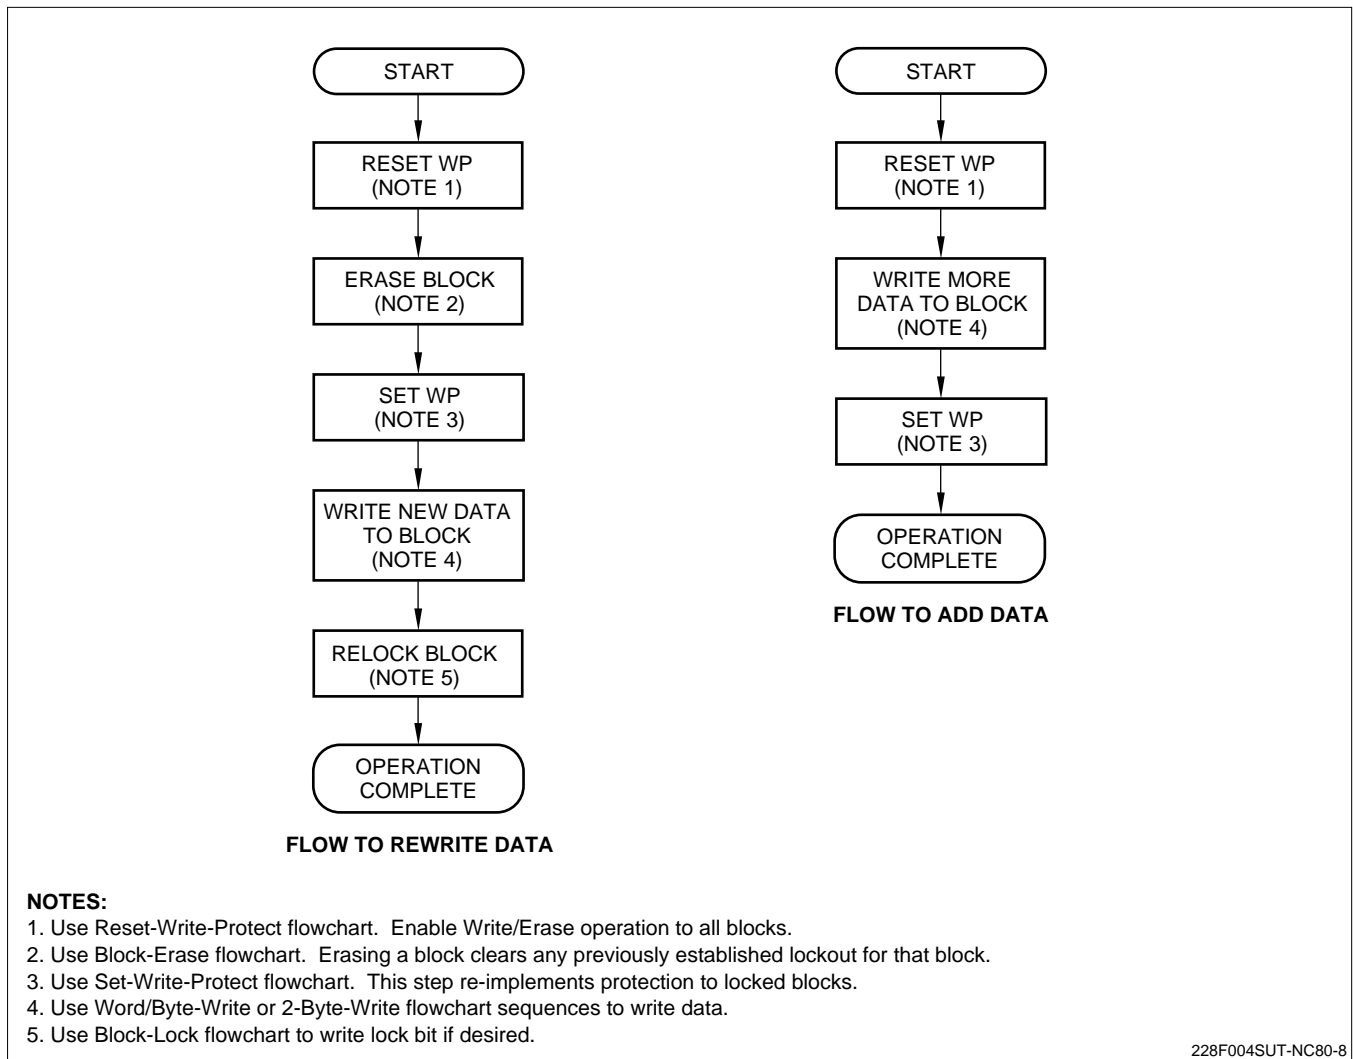 START
RESET WP
(NOTE 1)
ERASE BLOCK
(NOTE 2)
SET WP
(NOTE 3)
WRITE NEW DATA
TO BLOCK
(NOTE 4)
RELOCK BLOCK
(NOTE 5)
OPERATION
COMPLETE
FLOW TO REWRITE DATA
START
RESET WP
(NOTE 1)
WRITE MORE
DATA TO BLOCK
(NOTE 4)
SET WP
(NOTE 3)
OPERATION
COMPLETE
FLOW TO ADD DATA
NOTES:
1. Use Reset-Write-Protect flowchart. Enable Write/Erase operation to all blocks.
2. Use Block-Erase flowchart. Erasing a block clears any previously established lockout for that block.
3. Use Set-Write-Protect flowchart. This step re-implements protection to locked blocks.
4. Use Word/Byte-Write or 2-Byte-Write flowchart sequences to write data.
5. Use Block-Lock flowchart to write lock bit if desired.
228F004SUT-NC80-8